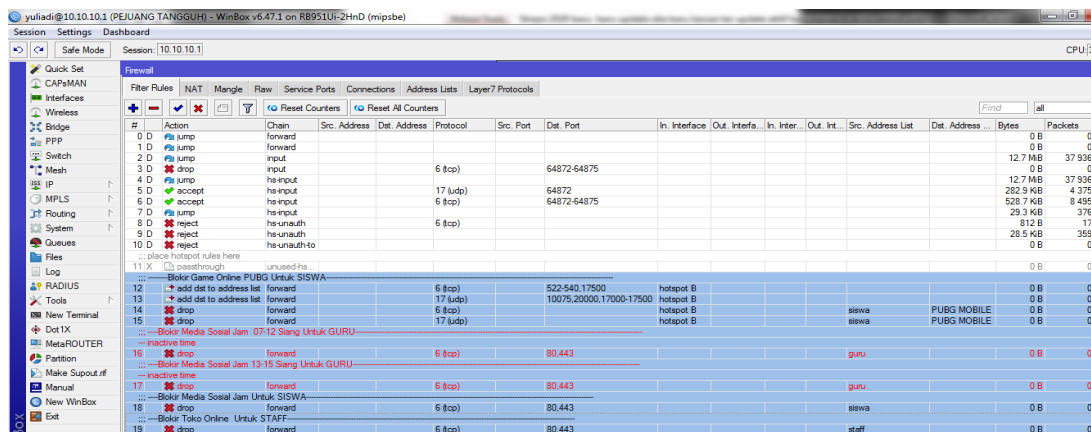 yuliadi@10.10.10.1 (PEJUANG TANGGUH) - WinBox v6.47.1 on RB951Ui-2HnD (mipsbe)
Session Settings Dashboard
Safe Mode Session: 10.10.10.1 CPU:
Quick Set
CAPsMAN
Interfaces
Wireless
Bridge
PPP
Switch
Mesh
IP
MPLS
Routing
System
Queues
Files
Log
RADIUS
Tools
New Terminal
Dot1X
MetaROUTER
Partition
Make Supout.rif
Manual
New WinBox
Exit
Firewall
Filter Rules NAT Mangle Raw Service Ports Connections Address Lists Layer7 Protocols
Reset Counters Reset All Counters Find all
# Action Chain Src. Address Dst. Address Protocol Src. Port Dst. Port In. Interface Out. Interfa... In. Inter... Out. Int... Src. Address List Dst. Address ... Bytes Packets
0 D jump forward 0 B 0
1 D jump forward 0 B 0
2 D jump input 12.7 MiB 37 936
3 D drop input 6 (tcp) 64872-64875 0 B 0
4 D jump hs-input 12.7 MiB 37 936
5 D accept hs-input 17 (udp) 64872 282.9 KiB 4 375
6 D accept hs-input 6 (tcp) 64872-64875 528.7 KiB 8 495
7 D jump hs-input 29.3 KiB 376
8 D reject hs-unauth 6 (tcp) 812 B 17
9 D reject hs-unauth 28.5 KiB 359
10 D reject hs-unauth-to 0 B 0
;;; place hotspot rules here
11 X passthrough unused-hs... 0 B 0
;;; -------Blokir Game Online PUBG Untuk SISWA-------
12 add dst to address list forward 6 (tcp) 522-540,17500 hotspot B 0 B 0
13 add dst to address list forward 17 (udp) 10075,20000,17000-17500 hotspot B 0 B 0
14 drop forward 6 (tcp) siswa PUBG MOBILE 0 B 0
15 drop forward 17 (udp) siswa PUBG MOBILE 0 B 0
;;; ----Blokir Media Sosial Jam 07-12 Siang Untuk GURU----
--- inactive time
16 drop forward 6 (tcp) 80,443 guru 0 B 0
;;; ----Blokir Media Sosial Jam 13-15 Siang Untuk GURU----
--- inactive time
17 drop forward 6 (tcp) 80,443 guru 0 B 0
;;; ----Blokir Media Sosial Jam Untuk SISWA----
18 drop forward 6 (tcp) 80,443 siswa 0 B 0
;;; ----Blokir Toko Online Untuk STAFF----
19 drop forward 6 (tcp) 80,443 staff 0 B 0